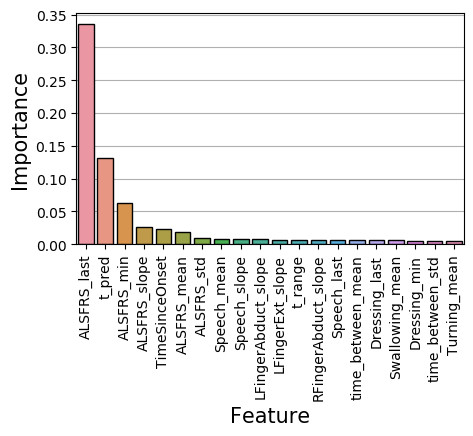 0.35
0.30
0.25
0.20
0.15
0.10
0.05
0.00
Importance
ALSFRS_last
t_pred
ALSFRS_min
ALSFRS_slope
TimeSinceOnset
ALSFRS_mean
ALSFRS_std
Speech_mean
Speech_slope
LFingerAbduct_slope
LFingerExt_slope
t_range
RFingerAbduct_slope
Speech_last
time_between_mean
Dressing_last
Swallowing_mean
Dressing_min
time_between_std
Turning_mean
Feature